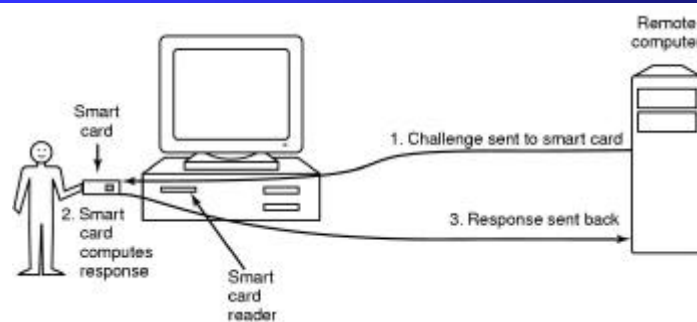 Remote
computer
Smart
card
1. Challenge sent to smart card
2. Smart
card
computes
response
3. Response sent back
Smart
card
reader